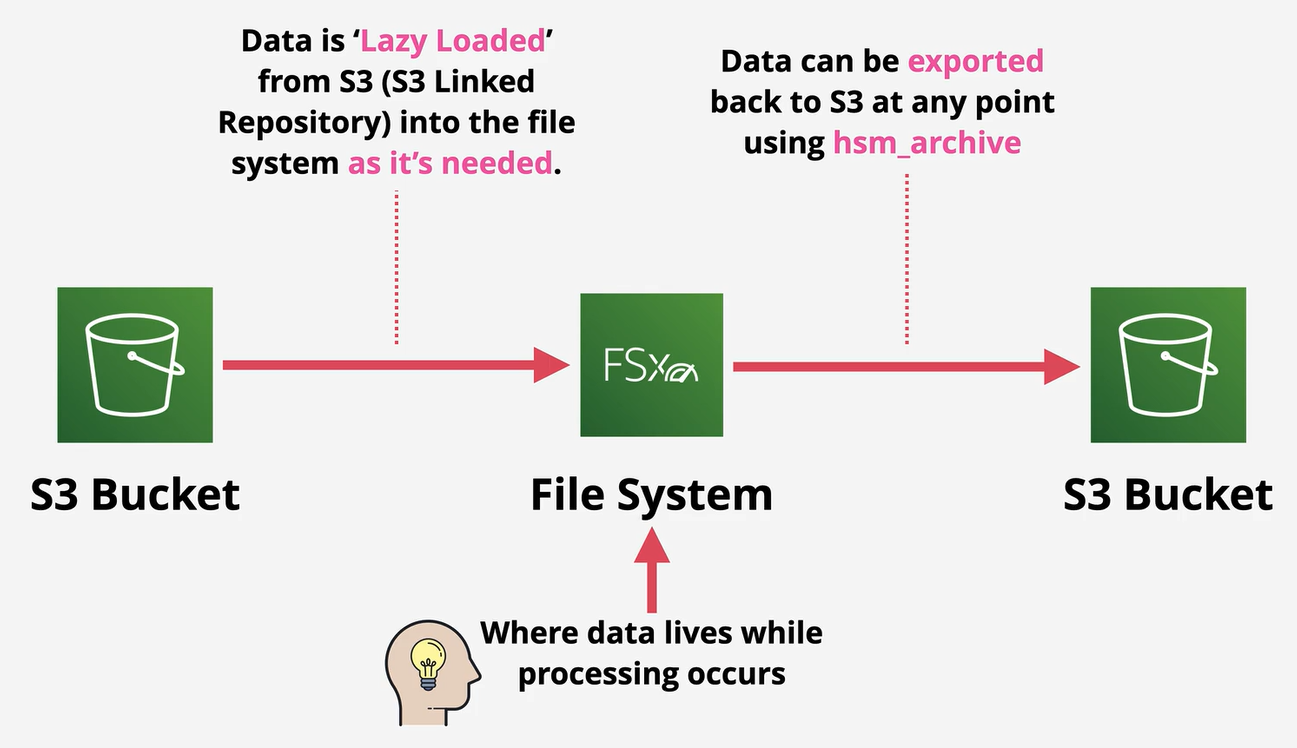 Data is ‘Lazy Loaded’
from S3 (S3 Linked
Repository) into the file
system as it’s needed.
Data can be exported
back to S3 at any point
using hsm_archive
FSx
S3 Bucket
File System
S3 Bucket
Where data lives while
processing occurs